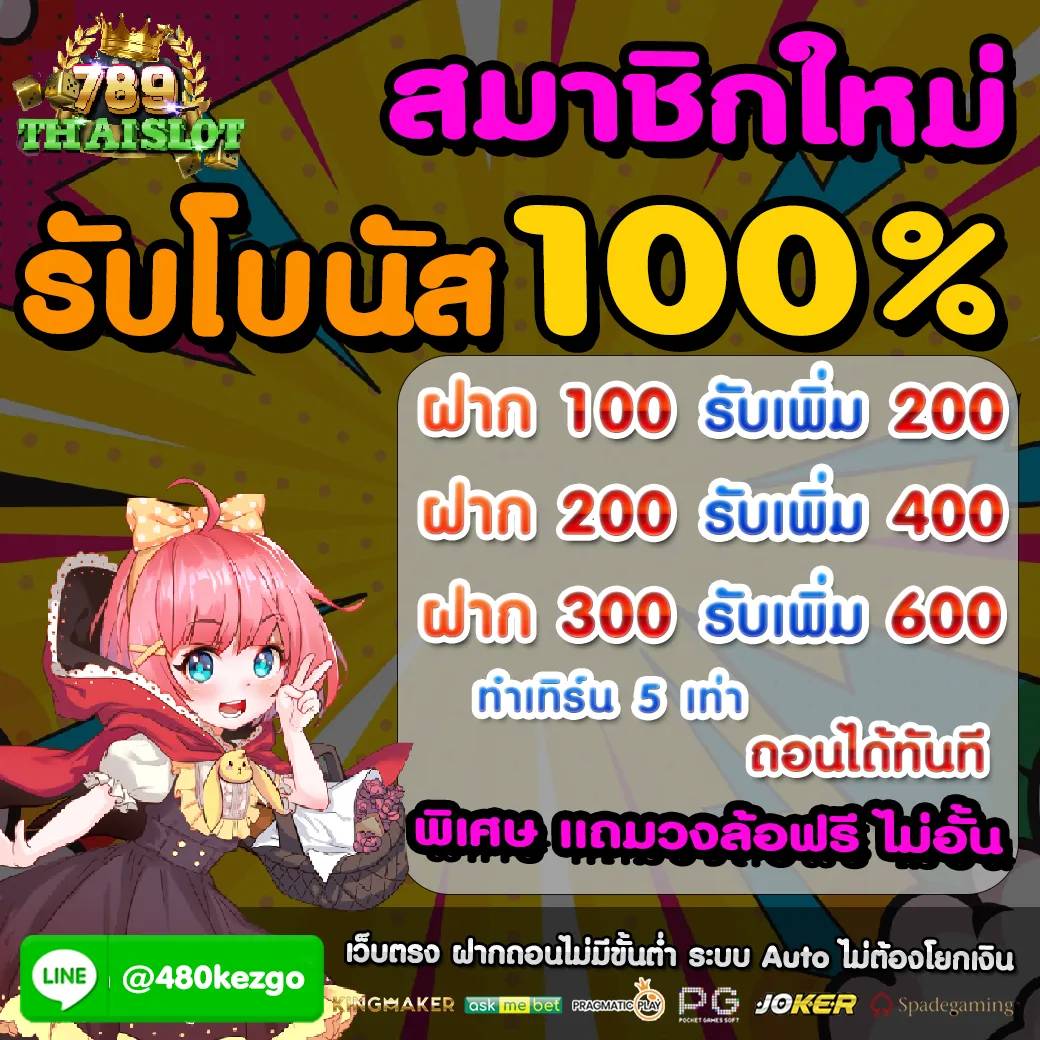 789
THAISLOT
สมาชิกใหม่
รับโบนัส 100%
ฝาก 100 รับเพิ่ม 200
ฝาก 200 รับเพิ่ม 400
ฝาก 300 รับเพิ่ม 600
ทำเทิร์น 5 เท่า
ถอนได้ทันที
พิเศษ แถมวงล้อฟรี ไม่อั้น
เว็บตรง ฝากถอนไม่มีขั้นต่ำ ระบบ Auto ไม่ต้องโยกเงิน
LINE @480kezgo
KINGMAKER ask me bet PRAGMATIC PLAY PG POCKET GAMES SOFT JOKER Spadegaming